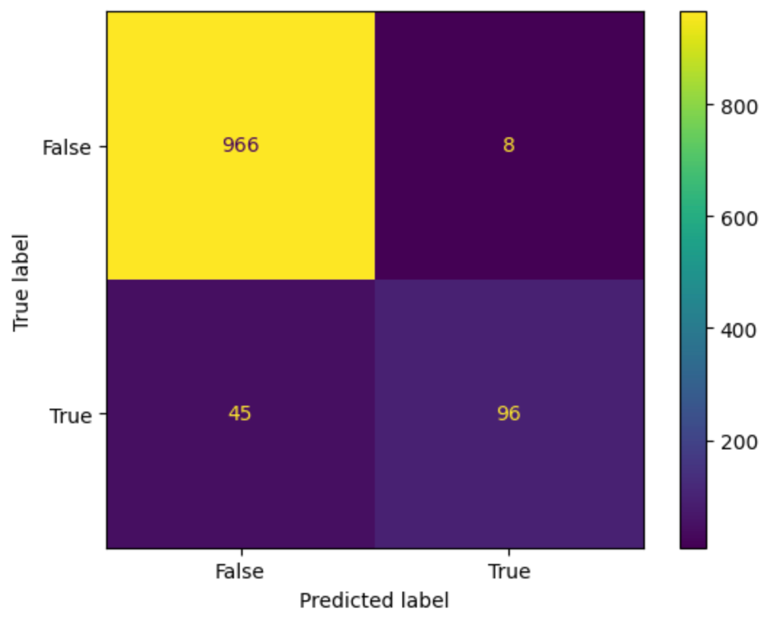 966 8
False
45 96
True
False True
Predicted label
True label
800
600
400
200